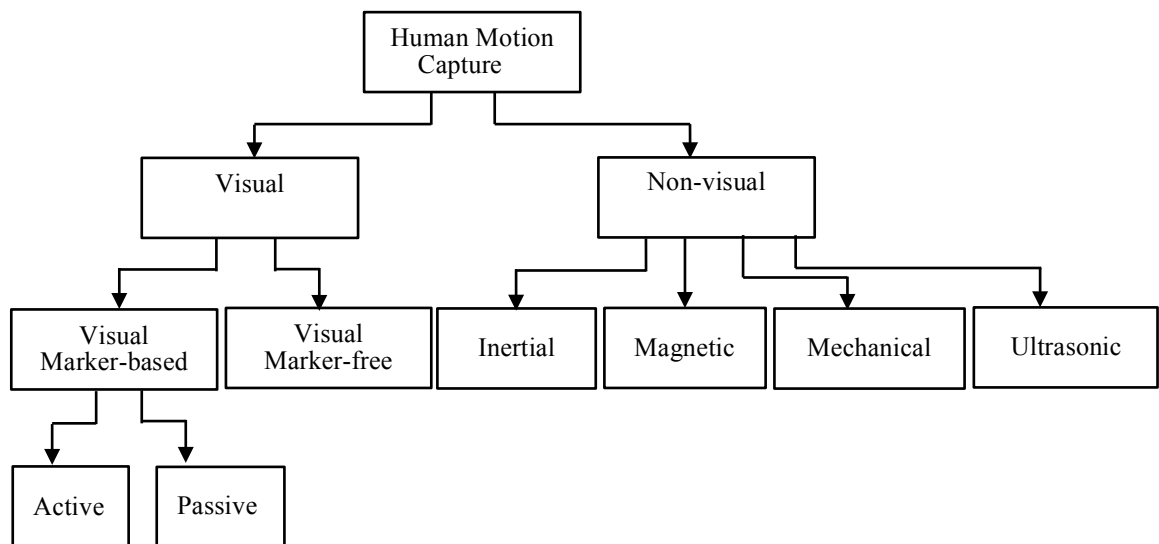 Human Motion
Capture
Visual
Non-visual
Visual
Marker-based
Visual
Marker-free
Inertial
Magnetic
Mechanical
Ultrasonic
Active
Passive